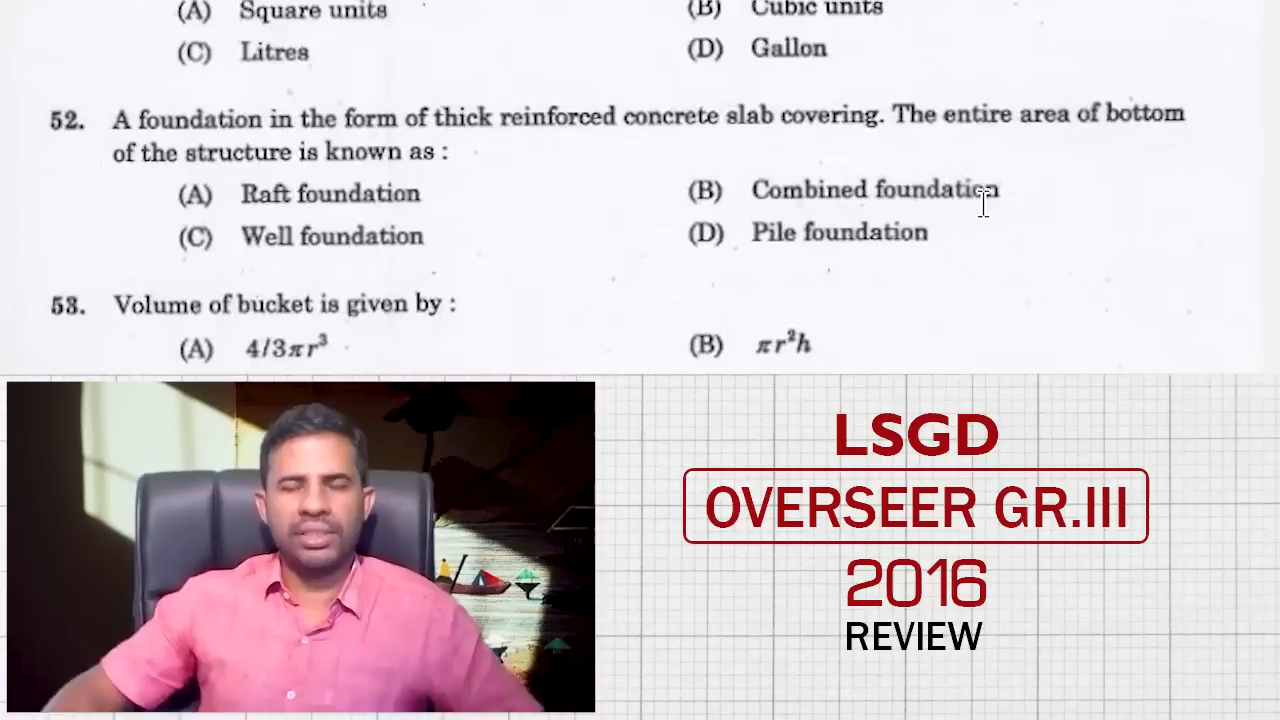 (A) Square units (B) Cubic units
(C) Litres (D) Gallon
52. A foundation in the form of thick reinforced concrete slab covering. The entire area of bottom
of the structure is known as :
(A) Raft foundation (B) Combined foundation
(C) Well foundation (D) Pile foundation
53. Volume of bucket is given by :
(A) 4/3πr³ (B) πr²h
LSGD
OVERSEER GR.III
2016
REVIEW